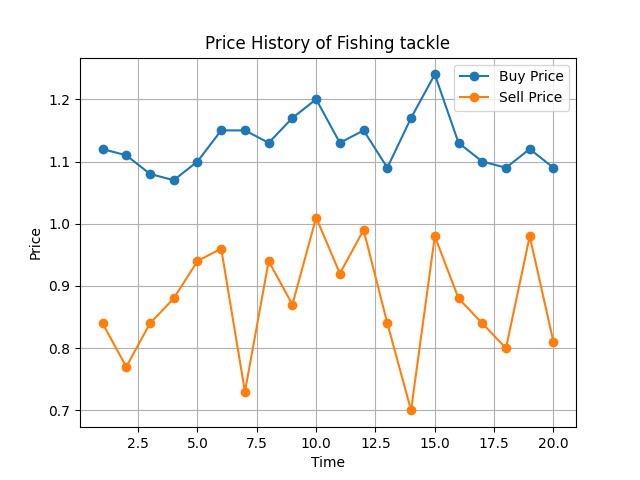 Price History of Fishing tackle
Buy Price
Sell Price
1.2
1.1
1.0
0.9
0.8
0.7
Price
2.5 5.0 7.5 10.0 12.5 15.0 17.5 20.0
Time